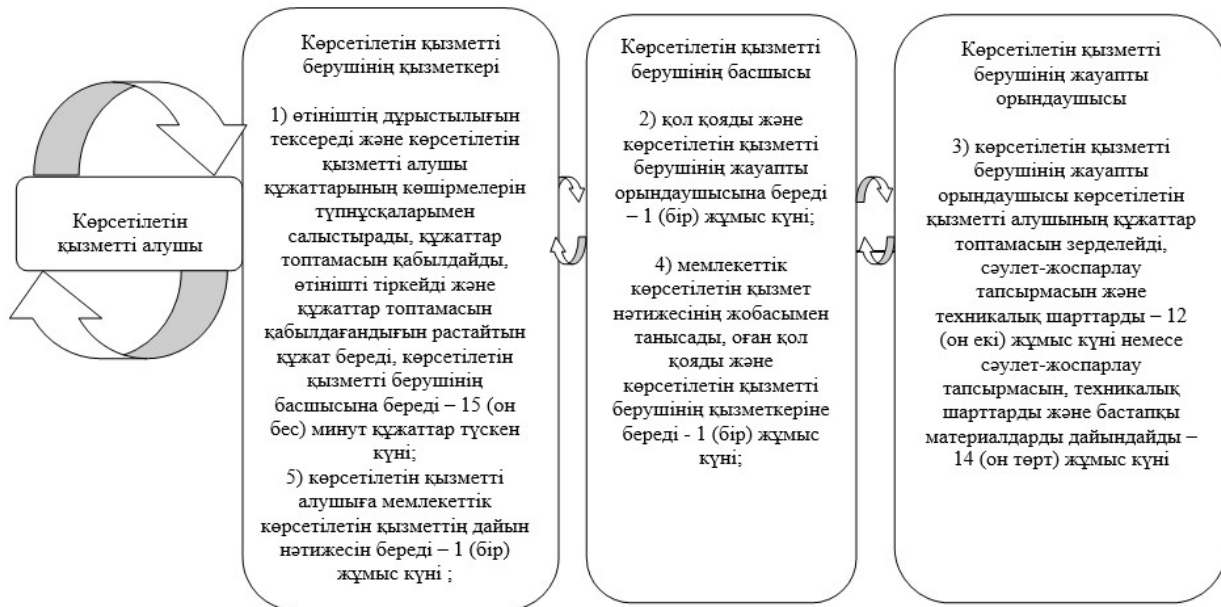 Көрсетілетін
қызметті алушы
Көрсетілетін қызметті
берушінің қызметкері
1) өтініштің дұрыстылығын
тексереді және көрсетілетін
қызметті алушы
құжаттарының көшірмелерін
түпнұсқаларымен
салыстырады, құжаттар
топтамасын қабылдайды,
өтінішті тіркейді және
құжаттар топтамасын
қабылдағандығын растайтын
құжат береді, көрсетілетін
қызметті берушінің
басшысына береді – 15 (он
бес) минут құжаттар түскен
күні;
5) көрсетілетін қызметті
алушыға мемлекеттік
көрсетілетін қызметтің дайын
нәтижесін береді – 1 (бір)
жұмыс күні ;
Көрсетілетін қызметті
берушінің басшысы
2) қол қояды және
көрсетілетін қызметті
берушінің жауапты
орындаушысына береді
– 1 (бір) жұмыс күні;
4) мемлекеттік
көрсетілетін қызмет
нәтижесінің жобасымен
танысады, оған қол
қояды және
көрсетілетін қызметті
берушінің қызметкеріне
береді - 1 (бір) жұмыс
күні;
Көрсетілетін қызметті
берушінің жауапты
орындаушысы
3) көрсетілетін қызметті
берушінің жауапты
орындаушысы көрсетілетін
қызметті алушының құжаттар
топтамасын зерделейді,
сәулет-жоспарлау
тапсырмасын және
техникалық шарттарды – 12
(он екі) жұмыс күні немесе
сәулет-жоспарлау
тапсырмасын, техникалық
шарттарды және бастапқы
материалдарды дайындайды –
14 (он төрт) жұмыс күні